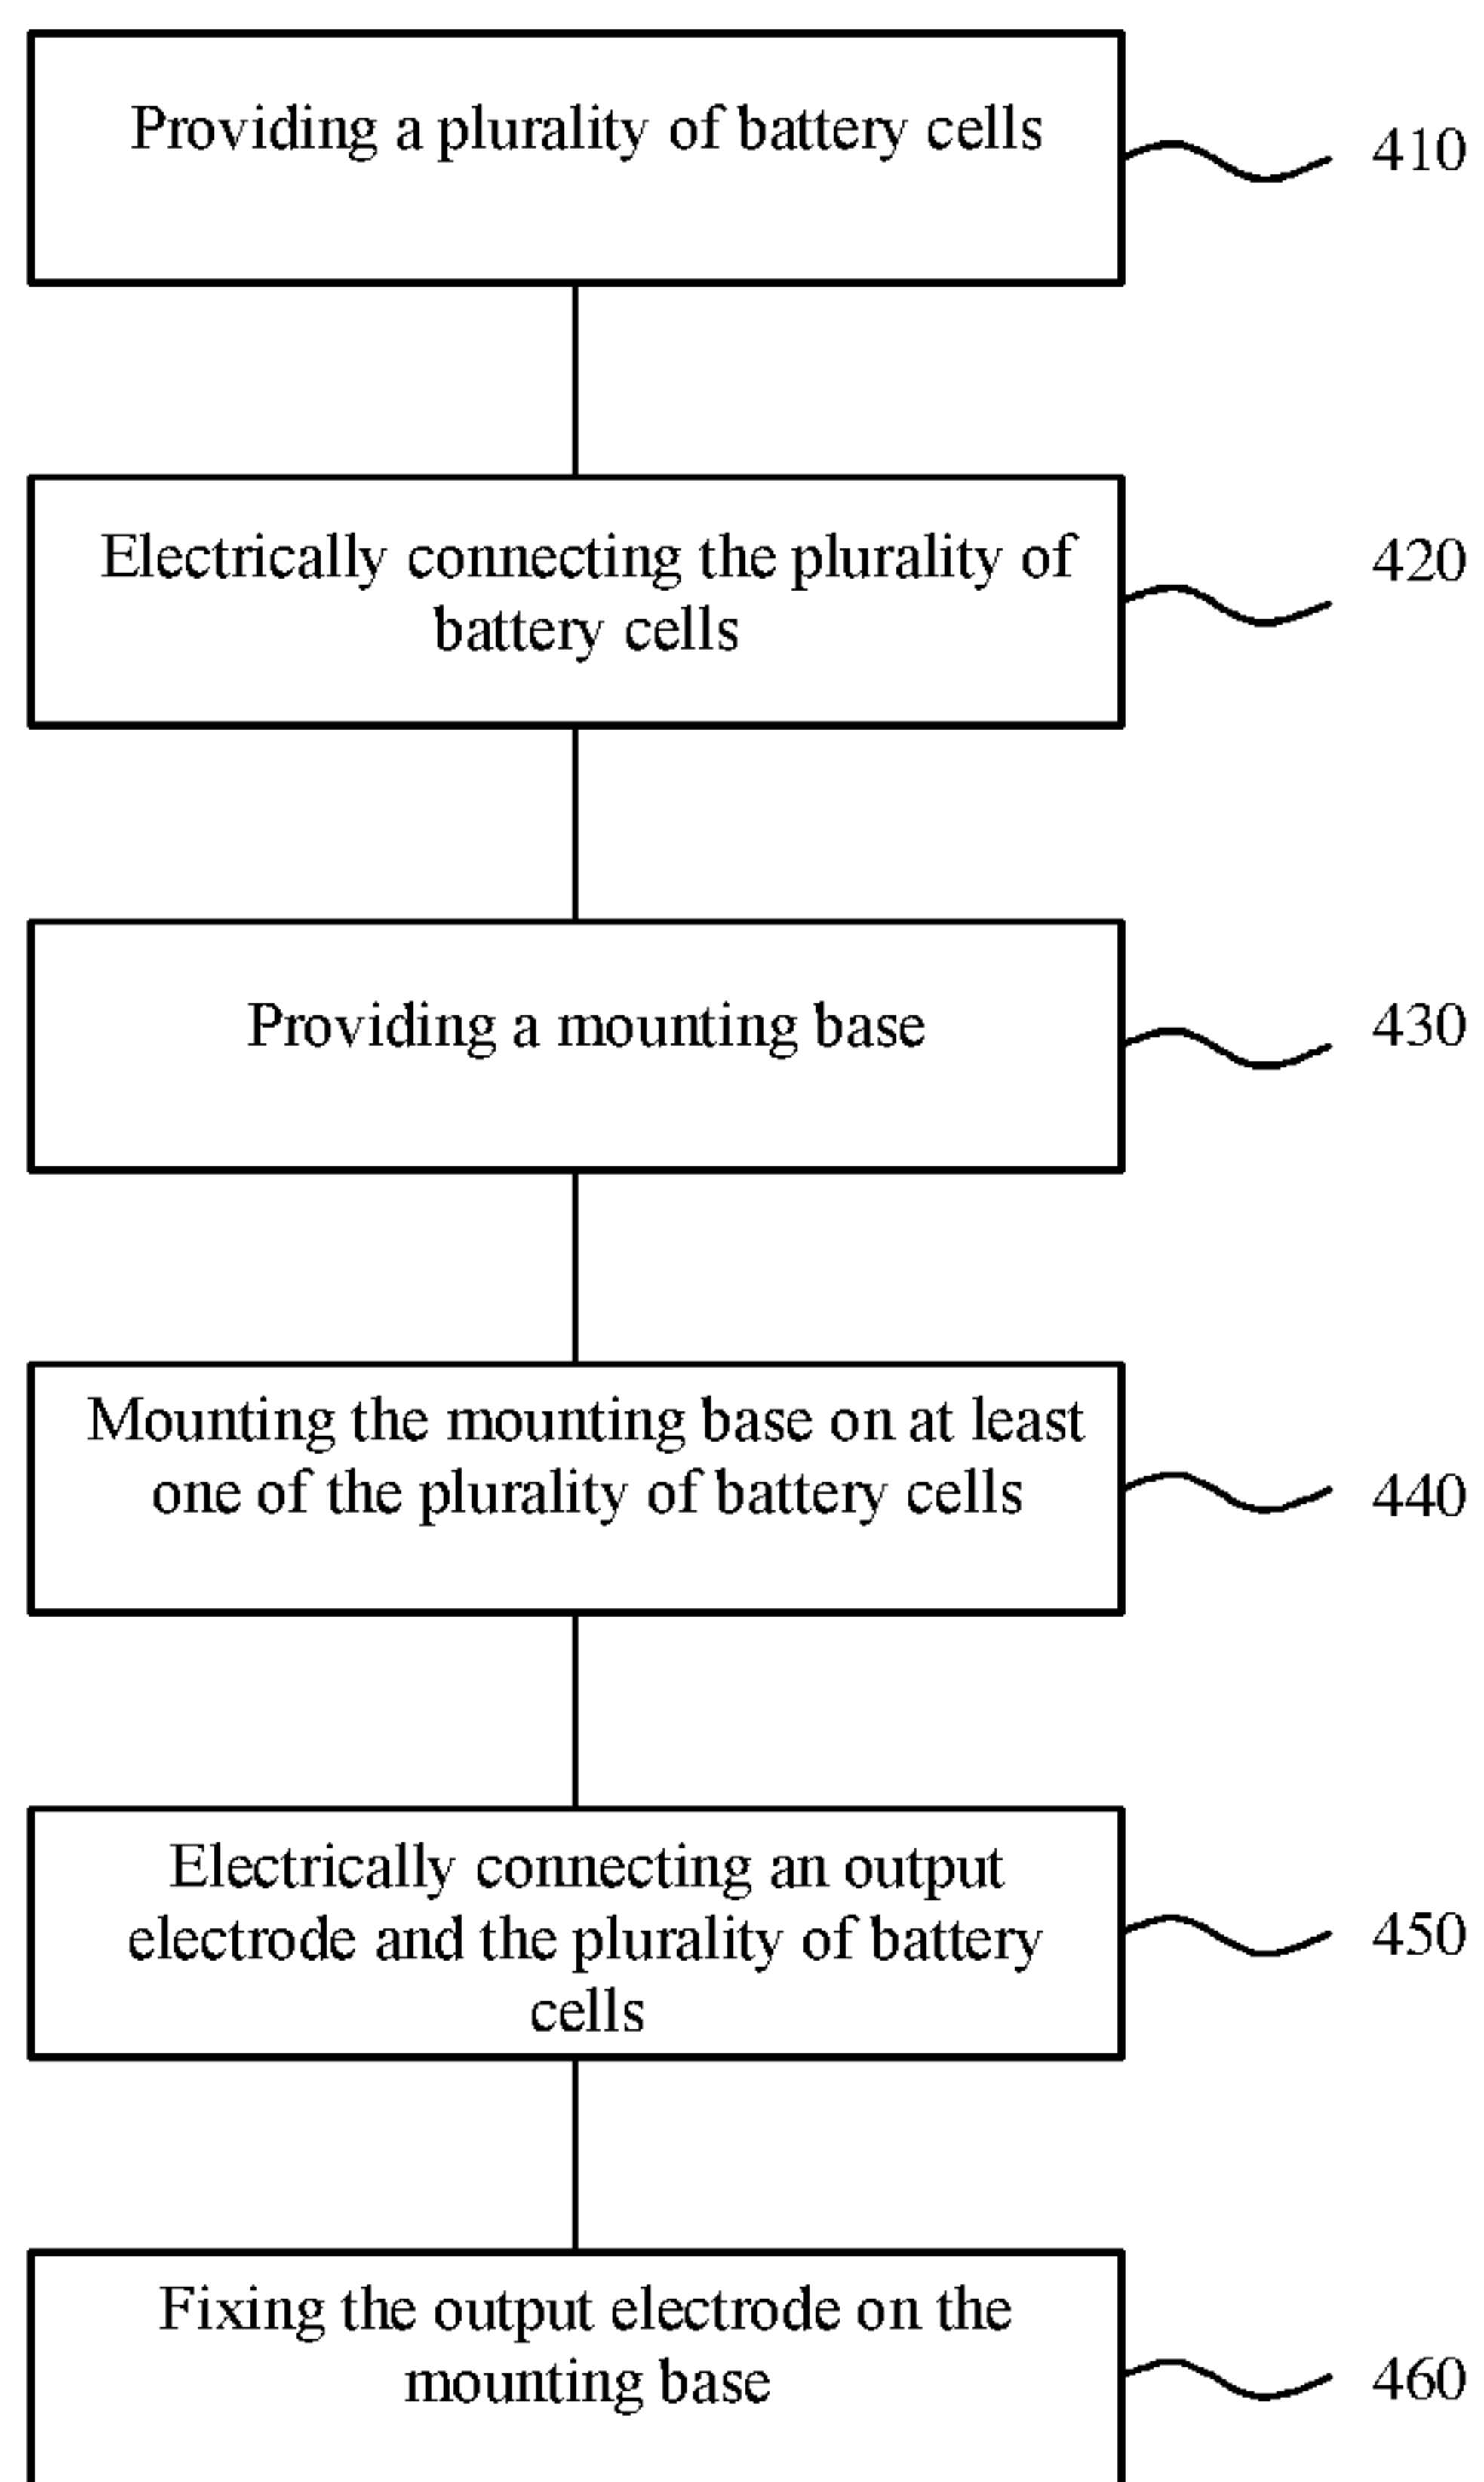 Providing a plurality of battery cells
410
Electrically connecting the plurality of
battery cells
420
Providing a mounting base
430
Mounting the mounting base on at least
one of the plurality of battery cells
440
Electrically connecting an output
electrode and the plurality of battery
cells
450
Fixing the output electrode on the
mounting base
460